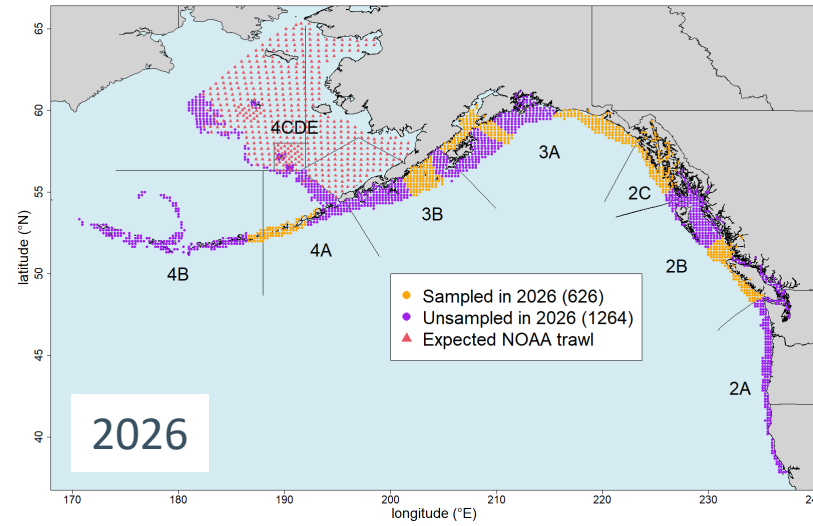 65
60
55
50
45
40
latitude (°N)
4CDE
3A
2C
3B
4A
4B
2B
2A
Sampled in 2026 (626)
Unsampled in 2026 (1264)
Expected NOAA trawl
2026
170
180
190
200
210
220
230
longitude (°E)